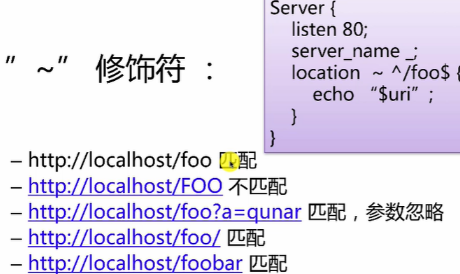 Server {
listen 80;
server_name _;
location ~ ^/foo$ {
echo “$uri”;
}
}
” ~” 修饰符 :
– http://localhost/foo 匹配
– http://localhost/FOO 不匹配
– http://localhost/foo?a=qunar 匹配,参数忽略
– http://localhost/foo/ 匹配
– http://localhost/foobar 匹配